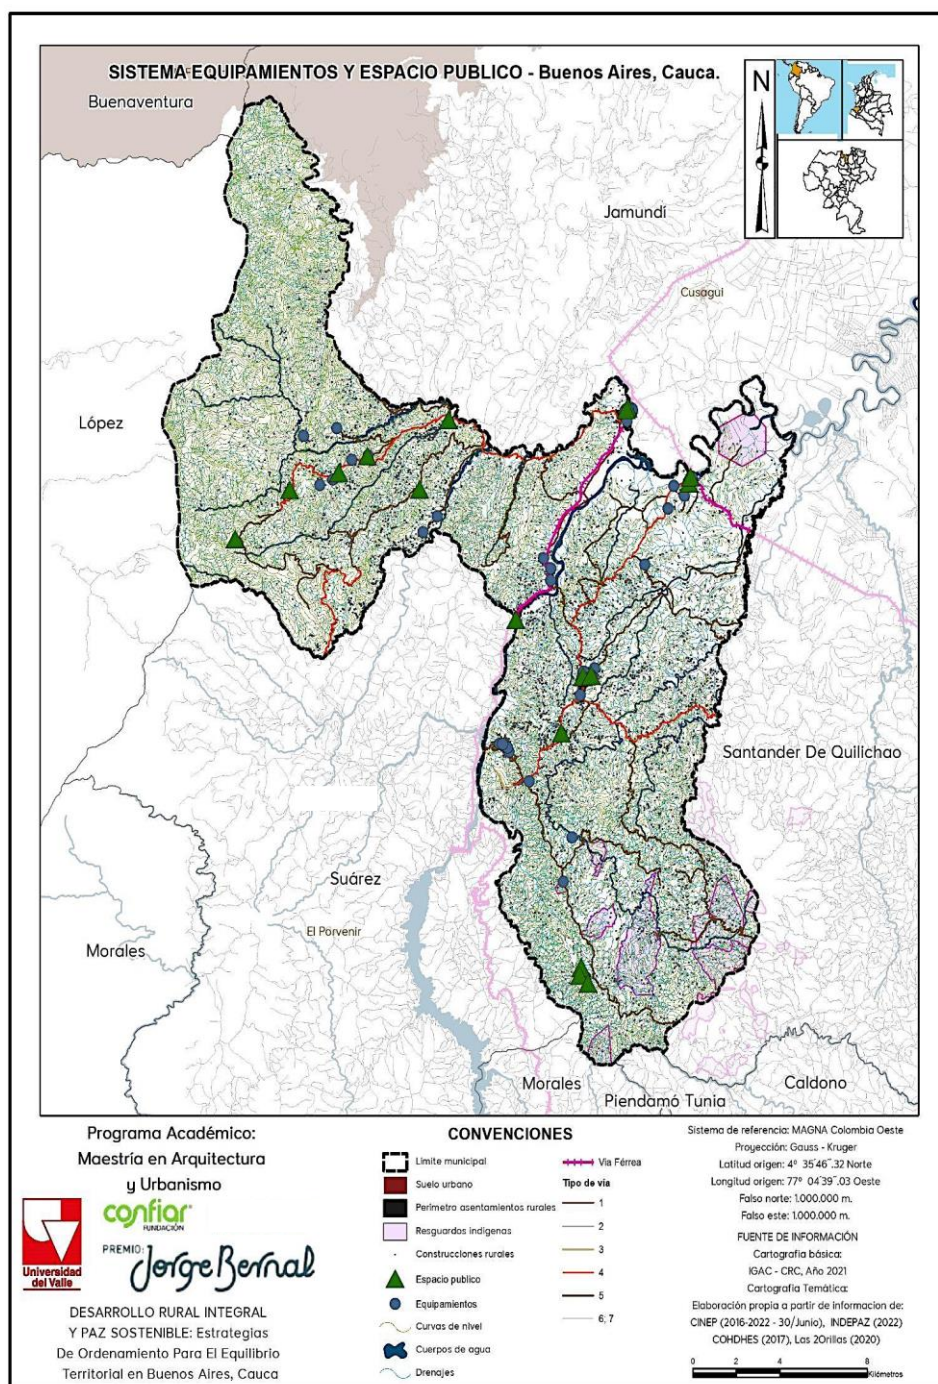 SISTEMA EQUIPAMIENTOS Y ESPACIO PUBLICO - Buenos Aires, Cauca.
Buenaventura
N
Jamundí
Cusagui
López
Santander De Quilichao
Suárez
El Porvenir
Morales
Morales
Caldono
Piendamó Tunia
Programa Académico:
Maestría en Arquitectura
y Urbanismo
Universidad
del Valle
confiar
FUNDACIÓN
PREMIO:
Jorge Bernal
DESARROLLO RURAL INTEGRAL
Y PAZ SOSTENIBLE: Estrategias
De Ordenamiento Para El Equilibrio
Territorial en Buenos Aires, Cauca
CONVENCIONES
Limite municipal
Suelo urbano
Perimetro asentamientos rurales
Resguardos indigenas
Construcciones rurales
Espacio publico
Equipamientos
Curvas de nivel
Cuerpos de agua
Drenajes
Via Férrea
Tipo de via
1
2
3
4
5
6; 7
Sistema de referencia: MAGNA Colombia Oeste
Proyección: Gauss - Kruger
Latitud origen: 4° 35´46¨.32 Norte
Longitud origen: 77° 04´39¨.03 Oeste
Falso norte: 1.000.000 m.
Falso este: 1.000.000 m.
FUENTE DE INFORMACIÓN
Cartografia básica:
IGAC - CRC, Año 2021
Cartografia Temática:
Elaboración propia a partir de informacion de:
CINEP (2016-2022 - 30/Junio), INDEPAZ (2022)
COHDHES (2017), Las 2Orillas (2020)
0 2 4 8
Kilómetros